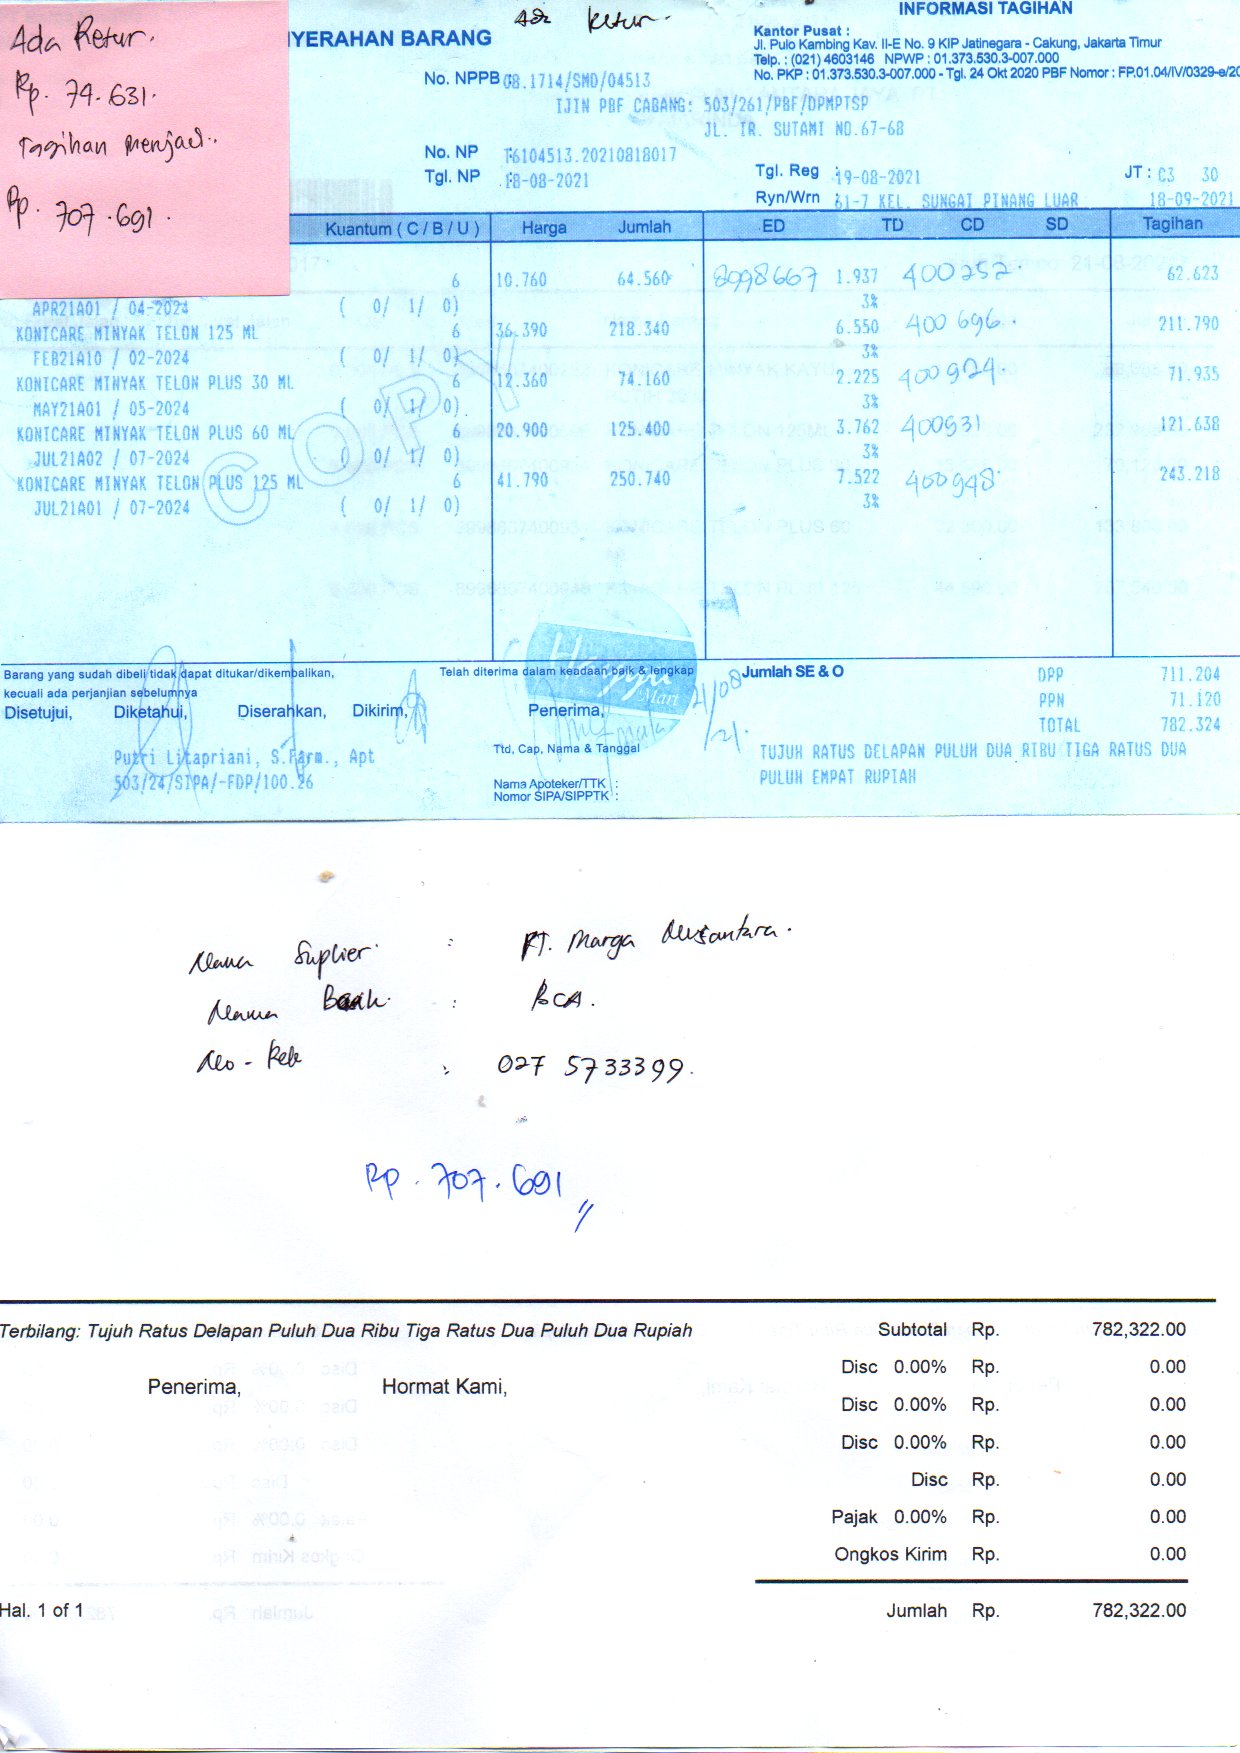 Ada Retur.
Rp. 74.631.
Tagihan menjadi..
Rp. 707.691.
Ada Retur.
NYERAHAN BARANG
INFORMASI TAGIHAN
Kantor Pusat :
Jl. Pulo Kambing Kav. II-E No. 9 KIP Jatinegara - Cakung, Jakarta Timur
Telp. : (021) 4603146 NPWP : 01.373.530.3-007.000
No. PKP : 01.373.530.3-007.000 - Tgl. 24 Okt 2020 PBF Nomor : FP.01.04/IV/0329-e/20
No. NPPB : 08.1714/SMD/04513
IJIN PBF CABANG: 503/261/PBF/DPMPTSP
JL. IR. SUTAMI NO.67-68
No. NP : T6104513.20210818017
Tgl. NP : 18-08-2021
Tgl. Reg : 19-08-2021 JT : C3 30
Ryn/Wrn : 61-7 KEL. SUNGAI PINANG LUAR 18-09-2021
Kuantum ( C / B / U ) Harga Jumlah ED TD CD SD Tagihan
6 10.760 64.560 8998667 1.937 400252 62.623
APR21A01 / 04-2024 ( 0/ 1/ 0) 3%
KONICARE MINYAK TELON 125 ML 6 36.390 218.340 6.550 400696 211.790
FEB21A10 / 02-2024 ( 0/ 1/ 0) 3%
KONICARE MINYAK TELON PLUS 30 ML 6 12.360 74.160 2.225 400924 71.935
MAY21A01 / 05-2024 ( 0/ 1/ 0) 3%
KONICARE MINYAK TELON PLUS 60 ML 6 20.900 125.400 3.762 400931 121.638
JUL21A02 / 07-2024 ( 0/ 1/ 0) 3%
KONICARE MINYAK TELON PLUS 125 ML 6 41.790 250.740 7.522 400948 243.218
JUL21A01 / 07-2024 ( 0/ 1/ 0) 3%
COPY
Barang yang sudah dibeli tidak dapat ditukar/dikembalikan,
kecuali ada perjanjian sebelumnya
Telah diterima dalam keadaan baik & lengkap
Jumlah SE & O
DPP 711.204
PPN 71.120
TOTAL 782.324
Disetujui, Diketahui, Diserahkan, Dikirim, Penerima,
Mart
21/08/21.
Putri Litapriani, S.Farm., Apt
503/24/SIPA/-FDP/100.26
Ttd, Cap, Nama & Tanggal
Nama Apoteker/TTK :
Nomor SIPA/SIPPTK :
TUJUH RATUS DELAPAN PULUH DUA RIBU TIGA RATUS DUA
PULUH EMPAT RUPIAH
Nama Suplier : PT. Marga Nusantara.
Nama Bank : BCA.
No - Rek : 027 5733399.
Rp. 707.691
Terbilang: Tujuh Ratus Delapan Puluh Dua Ribu Tiga Ratus Dua Puluh Dua Rupiah
Subtotal Rp. 782,322.00
Disc 0.00% Rp. 0.00
Penerima, Hormat Kami,
Disc 0.00% Rp. 0.00
Disc 0.00% Rp. 0.00
Disc Rp. 0.00
Pajak 0.00% Rp. 0.00
Ongkos Kirim Rp. 0.00
Hal. 1 of 1
Jumlah Rp. 782,322.00